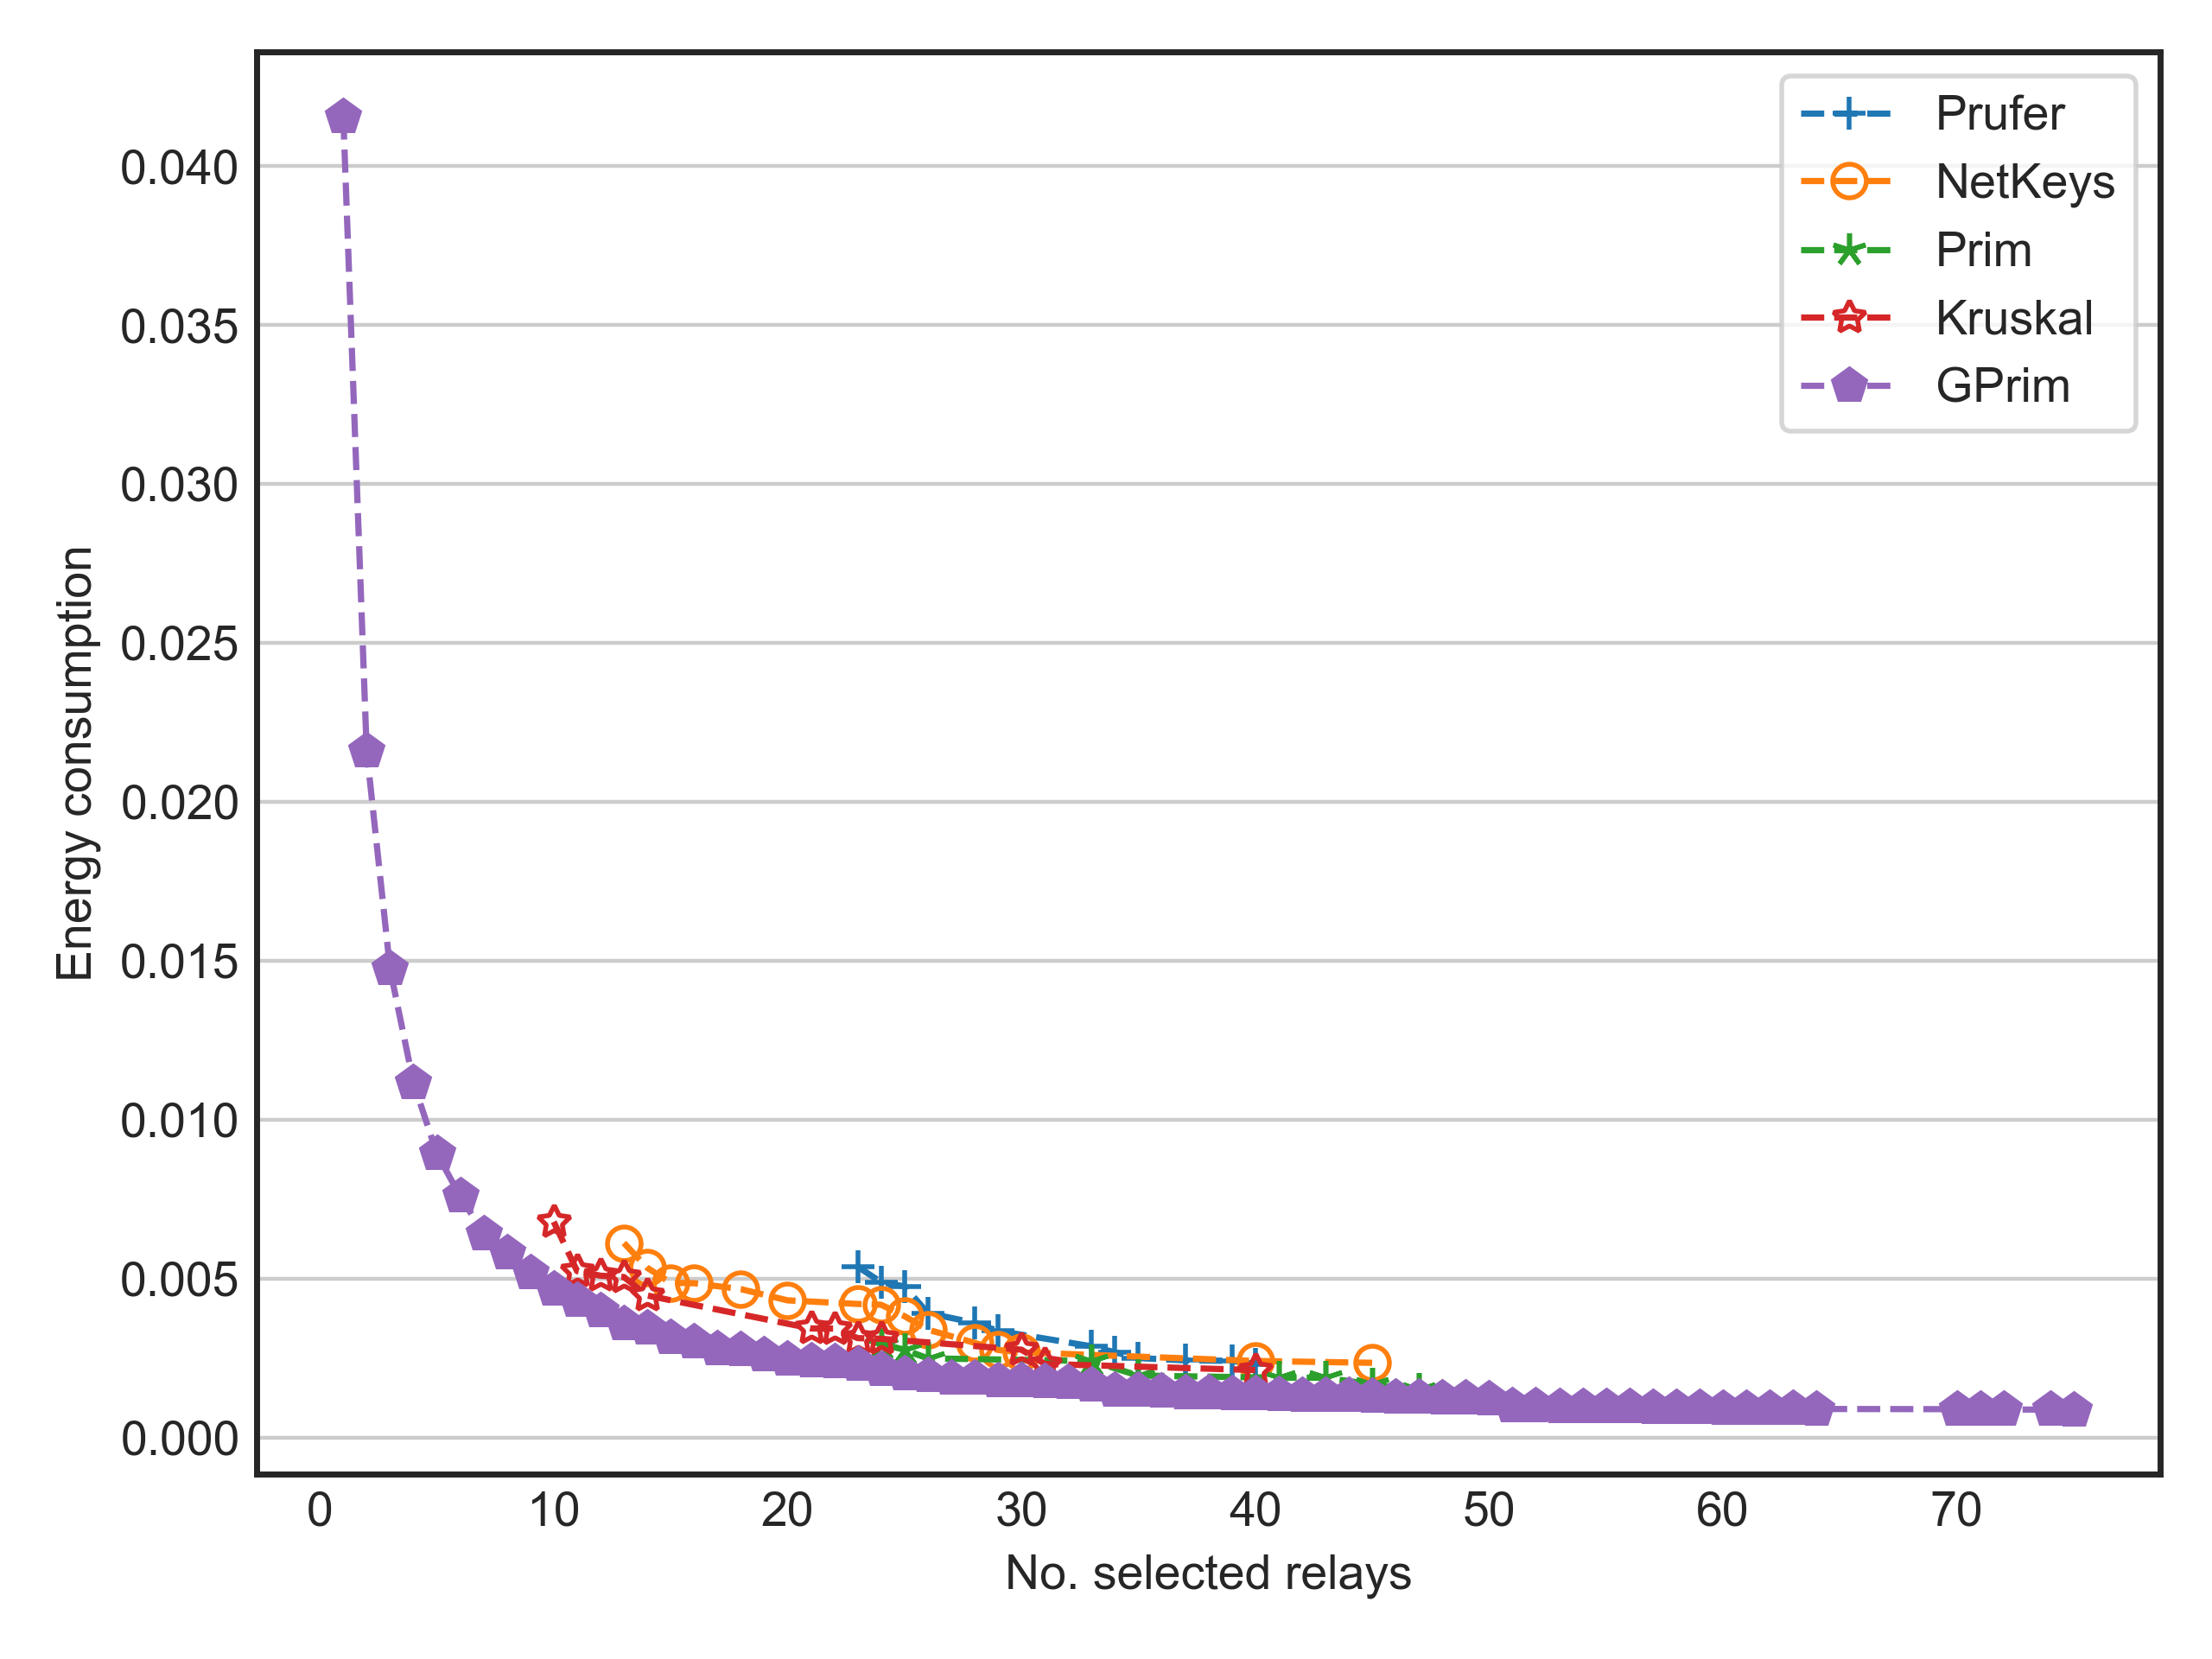 Prufer
NetKeys
Prim
Kruskal
GPrim
Energy consumption
0.040
0.035
0.030
0.025
0.020
0.015
0.010
0.005
0.000
0 10 20 30 40 50 60 70
No. selected relays